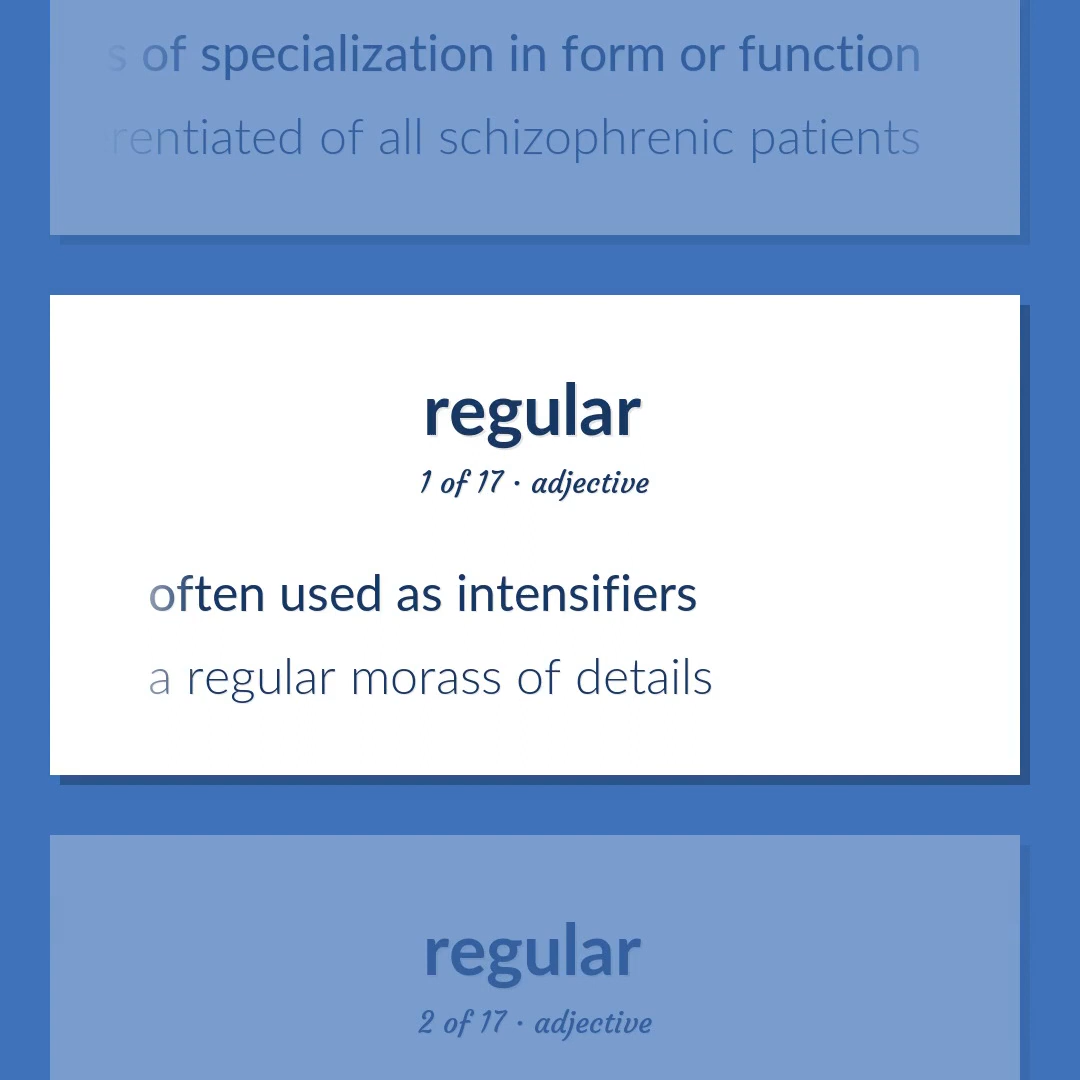 of specialization in form or function
of all schizophrenic patients
regular
1 of 17 · adjective
often used as intensifiers
a regular morass of details
regular
2 of 17 · adjective